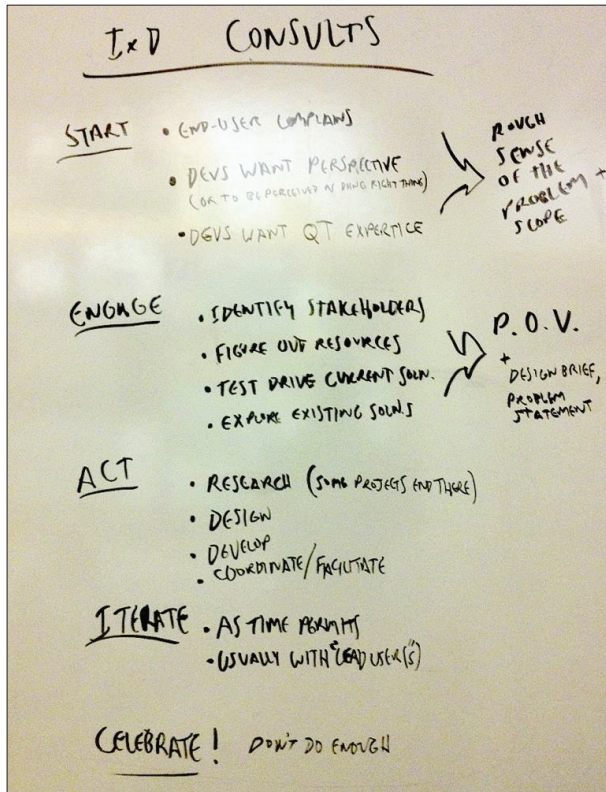 IxD CONSULTS
START
• END-USER COMPLAINS
• DEVS WANT PERSPECTIVE
(OR TO BE PERCEIVED AS DOING RIGHT THING)
• DEVS WANT QT EXPERTICE
ROUGH
SENSE
OF THE
PROBLEM +
SCOPE
ENGAGE
• IDENTIFY STAKEHOLDERS
• FIGURE OUT RESOURCES
• TEST DRIVE CURRENT SOLN.
• EXPLORE EXISTING SOLNS
P.O.V.
+
DESIGN BRIEF,
PROBLEM
STATEMENT
ACT
• RESEARCH (SOME PROJECTS END THERE)
• DESIGN
• DEVELOP
• COORDINATE/FACILITATE
ITERATE
• AS TIME PERMITS
• USUALLY WITH "LEAD USER(S)"
CELEBRATE! DON'T DO ENOUGH